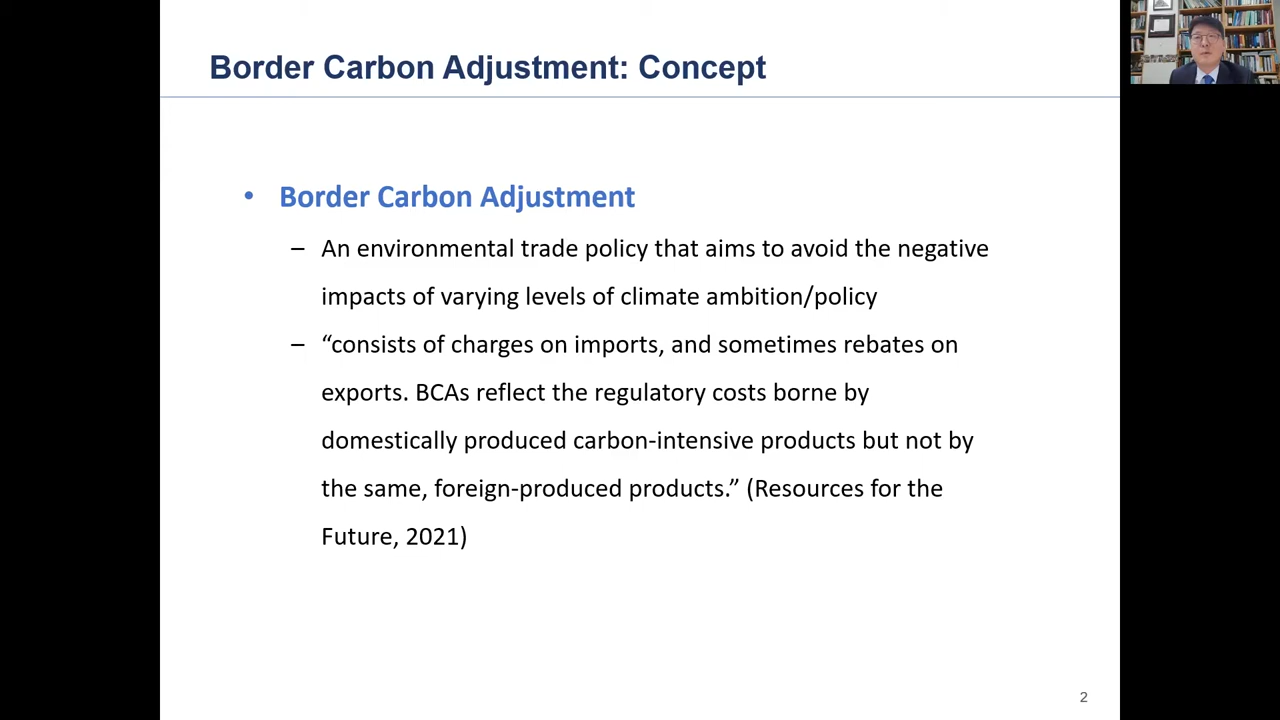 Border Carbon Adjustment: Concept
• Border Carbon Adjustment
– An environmental trade policy that aims to avoid the negative
impacts of varying levels of climate ambition/policy
– “consists of charges on imports, and sometimes rebates on
exports. BCAs reflect the regulatory costs borne by
domestically produced carbon-intensive products but not by
the same, foreign-produced products.” (Resources for the
Future, 2021)
2